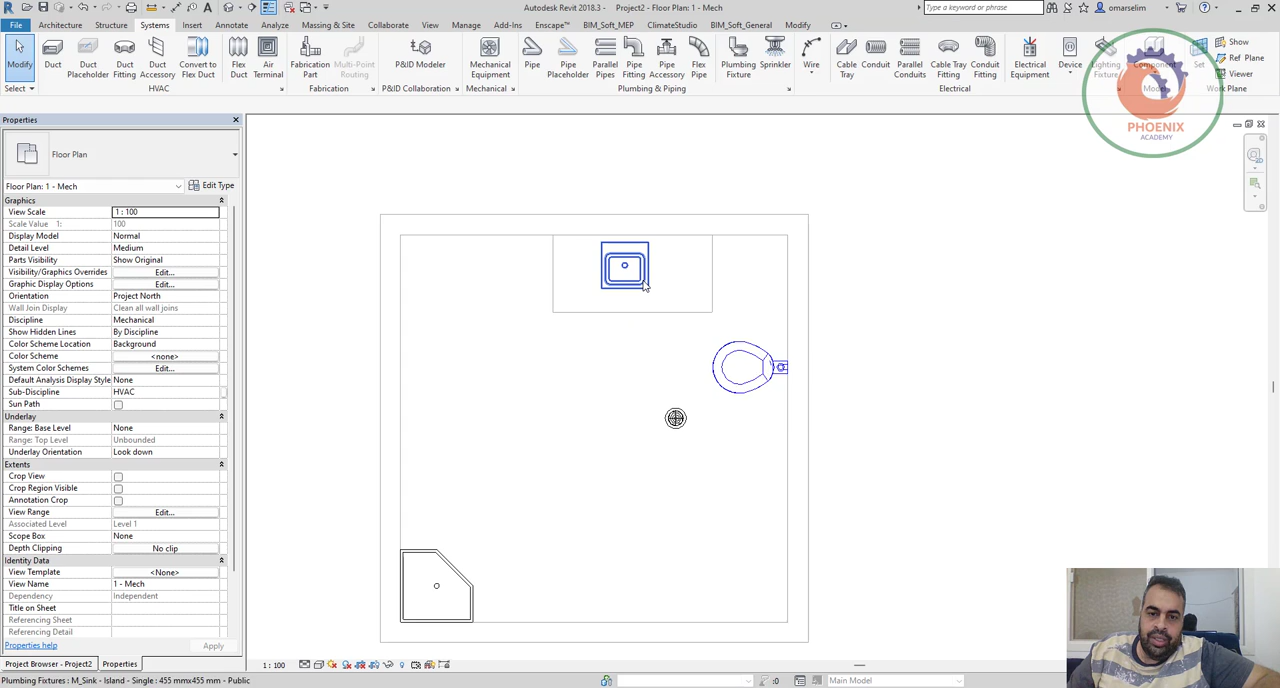 Autodesk Revit 2018.3 - Project2 - Floor Plan: 1 - Mech
Type a keyword or phrase
omarselim
File
Architecture
Structure
Systems
Insert
Annotate
Analyze
Massing & Site
Collaborate
View
Manage
Add-Ins
Enscape™
BIM_Soft_MEP
ClimateStudio
BIM_Soft_General
Modify
Modify
Duct
Duct Placeholder
Duct Fitting
Duct Accessory
Convert to Flex Duct
Flex Duct
Air Terminal
Fabrication Part
Multi-Point Routing
P&ID Modeler
Mechanical Equipment
Pipe
Pipe Placeholder
Parallel Pipes
Pipe Fitting
Pipe Accessory
Flex Pipe
Plumbing Fixture
Sprinkler
Wire
Cable Tray
Conduit
Parallel Conduits
Cable Tray Fitting
Conduit Fitting
Electrical Equipment
Device
Lighting Fixture
Component
Set
Show
Ref Plane
Viewer
Select
HVAC
Fabrication
P&ID Collaboration
Mechanical
Plumbing & Piping
Electrical
Model
Work Plane
PHOENIX
ACADEMY
Properties
Floor Plan
Floor Plan: 1 - Mech
Edit Type
Graphics
View Scale 1 : 100
Scale Value 1: 100
Display Model Normal
Detail Level Medium
Parts Visibility Show Original
Visibility/Graphics Overrides Edit...
Graphic Display Options Edit...
Orientation Project North
Wall Join Display Clean all wall joins
Discipline Mechanical
Show Hidden Lines By Discipline
Color Scheme Location Background
Color Scheme <none>
System Color Schemes Edit...
Default Analysis Display Style None
Sub-Discipline HVAC
Sun Path
Underlay
Range: Base Level None
Range: Top Level Unbounded
Underlay Orientation Look down
Extents
Crop View
Crop Region Visible
Annotation Crop
View Range Edit...
Associated Level Level 1
Scope Box None
Depth Clipping No clip
Identity Data
View Template <None>
View Name 1 - Mech
Dependency Independent
Title on Sheet
Referencing Sheet
Referencing Detail
Properties help
Apply
Project Browser - Project2
Properties
1 : 100
Plumbing Fixtures : M_Sink - Island - Single : 455 mmx455 mm - Public
:0
Main Model